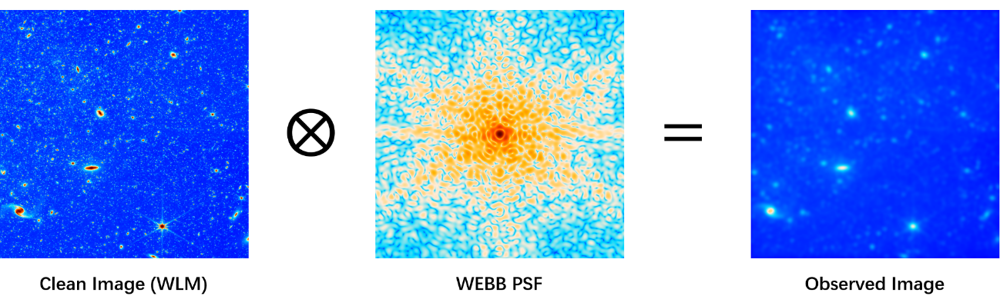 Clean Image (WLM)
WEBB PSF
Observed Image